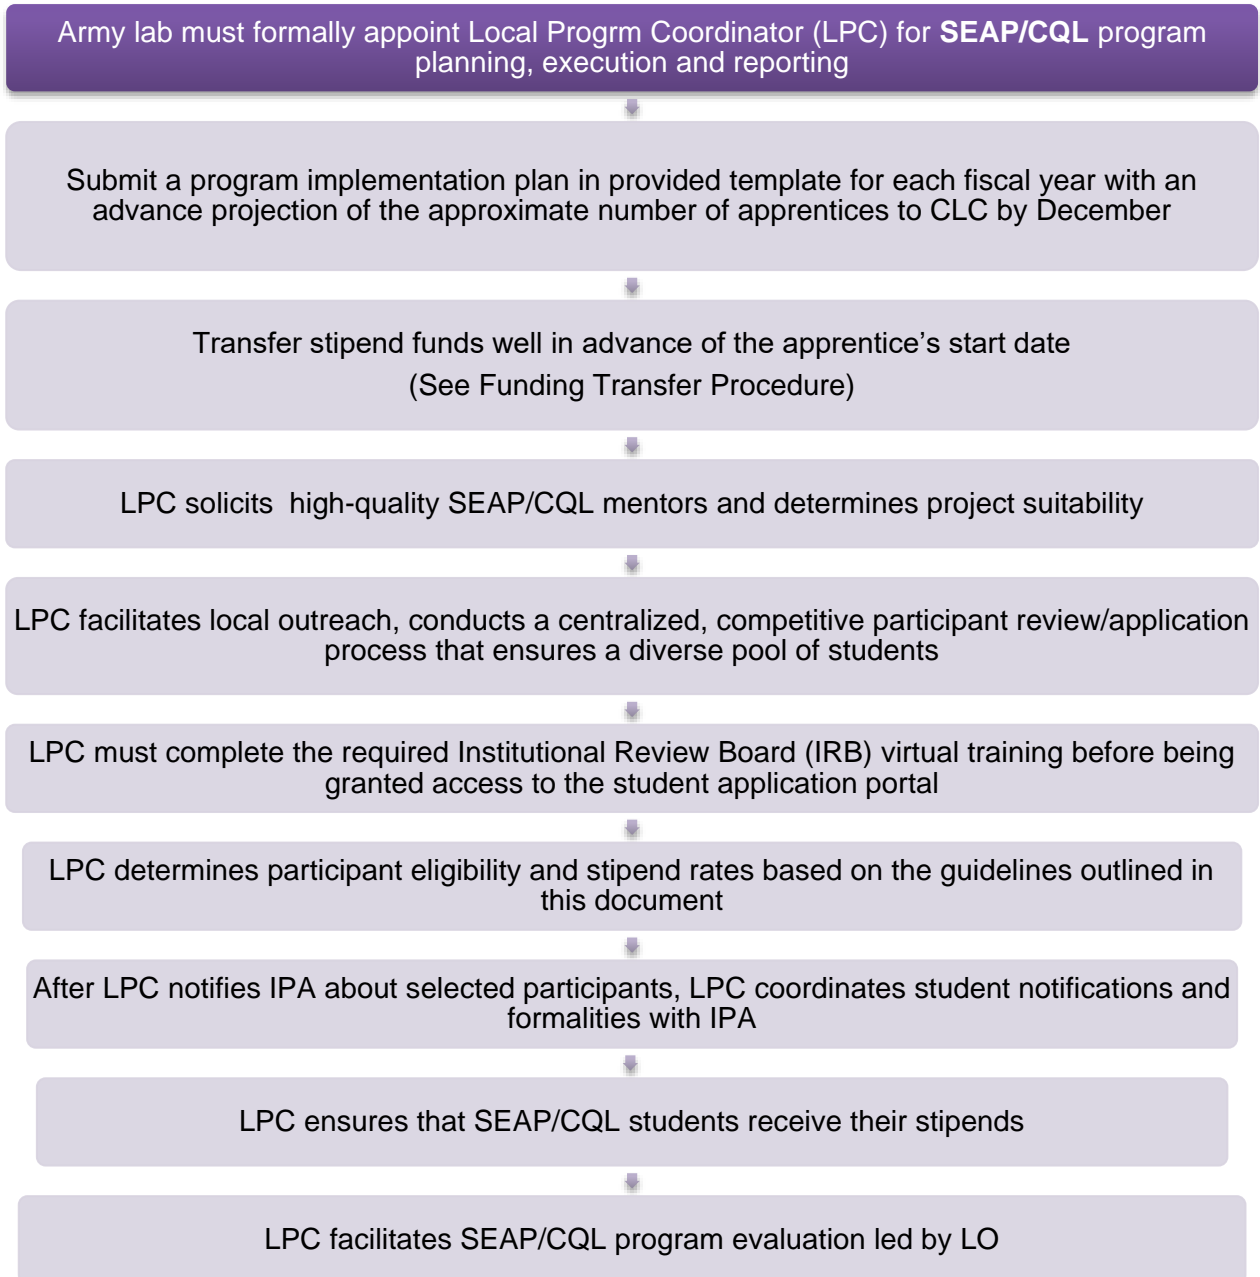 Army lab must formally appoint Local Progrm Coordinator (LPC) for SEAP/CQL program
planning, execution and reporting
Submit a program implementation plan in provided template for each fiscal year with an
advance projection of the approximate number of apprentices to CLC by December
Transfer stipend funds well in advance of the apprentice’s start date
(See Funding Transfer Procedure)
LPC solicits  high-quality SEAP/CQL mentors and determines project suitability
LPC facilitates local outreach, conducts a centralized, competitive participant review/application
process that ensures a diverse pool of students
LPC must complete the required Institutional Review Board (IRB) virtual training before being
granted access to the student application portal
LPC determines participant eligibility and stipend rates based on the guidelines outlined in
this document
After LPC notifies IPA about selected participants, LPC coordinates student notifications and
formalities with IPA
LPC ensures that SEAP/CQL students receive their stipends
LPC facilitates SEAP/CQL program evaluation led by LO